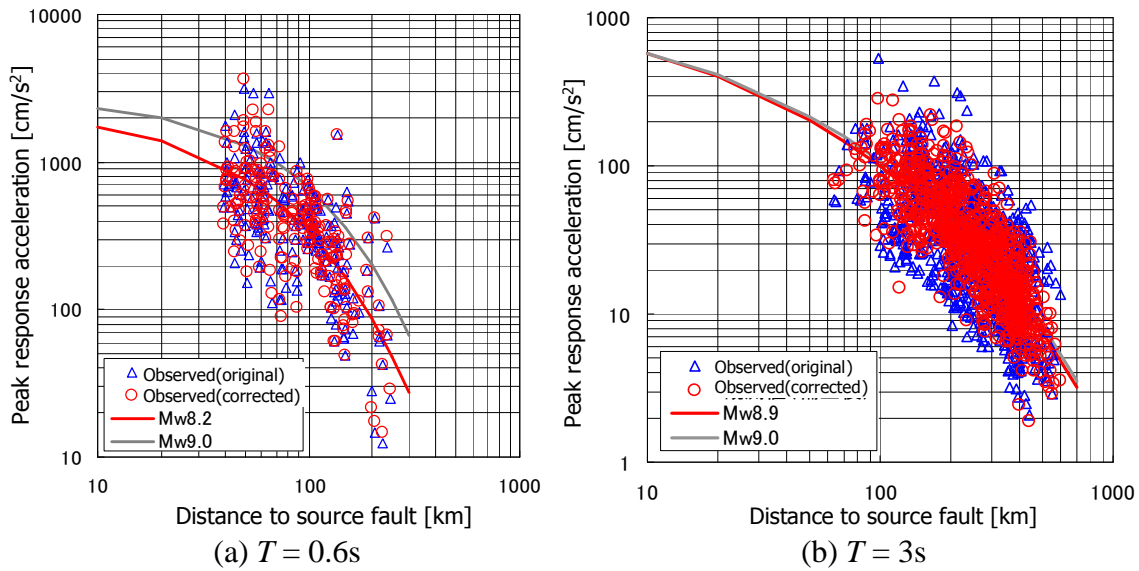 10000
1000
100
10
Peak response acceleration [cm/s²]
Observed(original)
Observed(corrected)
Mw8.2
Mw9.0
10
100
1000
Distance to source fault [km]
(a) T = 0.6s
1000
100
10
1
Peak response acceleration [cm/s²]
Observed(original)
Observed(corrected)
Mw8.9
Mw9.0
10
100
1000
Distance to source fault [km]
(b) T = 3s